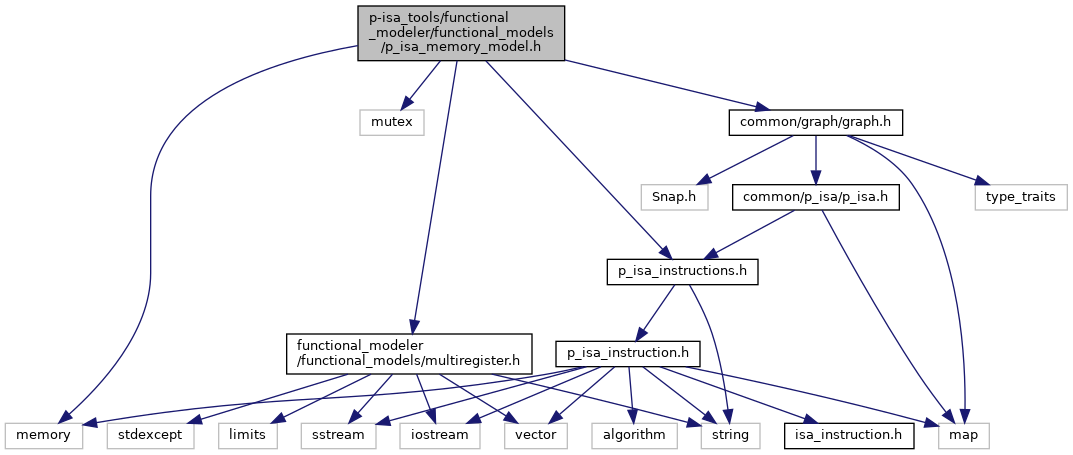 p-isa_tools/functional
_modeler/functional_models
/p_isa_memory_model.h
mutex
common/graph/graph.h
Snap.h
common/p_isa/p_isa.h
type_traits
p_isa_instructions.h
functional_modeler
/functional_models/multiregister.h
p_isa_instruction.h
memory
stdexcept
limits
sstream
iostream
vector
algorithm
string
isa_instruction.h
map